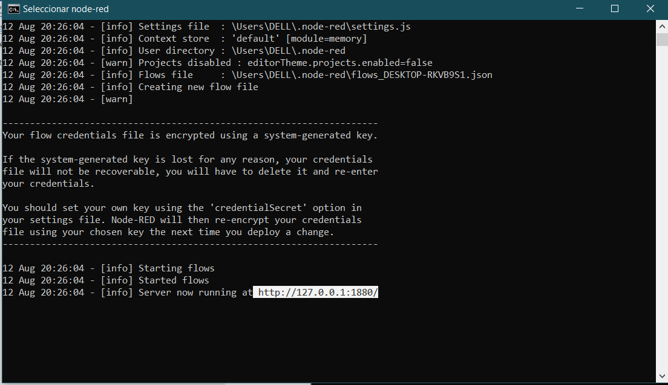 Seleccionar node-red
12 Aug 20:26:04 - [info] Settings file  : \Users\DELL\.node-red\settings.js
12 Aug 20:26:04 - [info] Context store  : 'default' [module=memory]
12 Aug 20:26:04 - [info] User directory : \Users\DELL\.node-red
12 Aug 20:26:04 - [warn] Projects disabled : editorTheme.projects.enabled=false
12 Aug 20:26:04 - [info] Flows file     : \Users\DELL\.node-red\flows_DESKTOP-RKVB9S1.json
12 Aug 20:26:04 - [info] Creating new flow file
12 Aug 20:26:04 - [warn]
---------------------------------------------------------------------
Your flow credentials file is encrypted using a system-generated key.
If the system-generated key is lost for any reason, your credentials
file will not be recoverable, you will have to delete it and re-enter
your credentials.
You should set your own key using the 'credentialSecret' option in
your settings file. Node-RED will then re-encrypt your credentials
file using your chosen key the next time you deploy a change.
---------------------------------------------------------------------
12 Aug 20:26:04 - [info] Starting flows
12 Aug 20:26:04 - [info] Started flows
12 Aug 20:26:04 - [info] Server now running at http://127.0.0.1:1880/